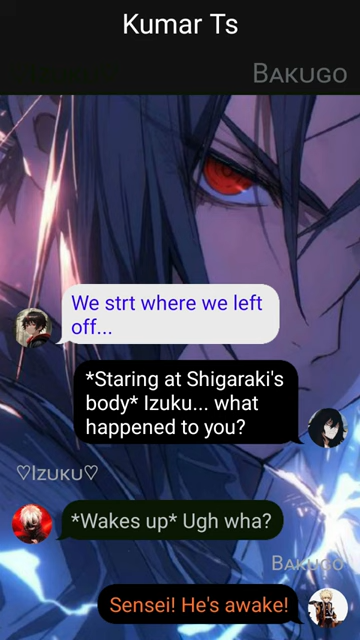 Kumar Ts
BAKUGO
We strt where we left
off...
*Staring at Shigaraki's
body* Izuku... what
happened to you?
♡IZUKU♡
*Wakes up* Ugh wha?
BAKUGO
Sensei! He's awake!